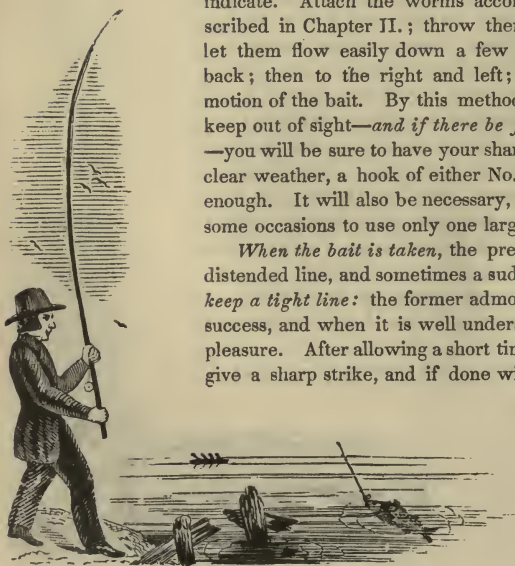 indicate. Attach the worms accor
scribed in Chapter II.; throw ther
let them flow easily down a few
back; then to the right and left;
motion of the bait. By this method
keep out of sight—and if there be
—you will be sure to have your shar
clear weather, a hook of either No.
enough. It will also be necessary,
some occasions to use only one larg
When the bait is taken, the pre
distended line, and sometimes a sud
keep a tight line: the former admo
success, and when it is well under
pleasure. After allowing a short tim
give a sharp strike, and if done wi